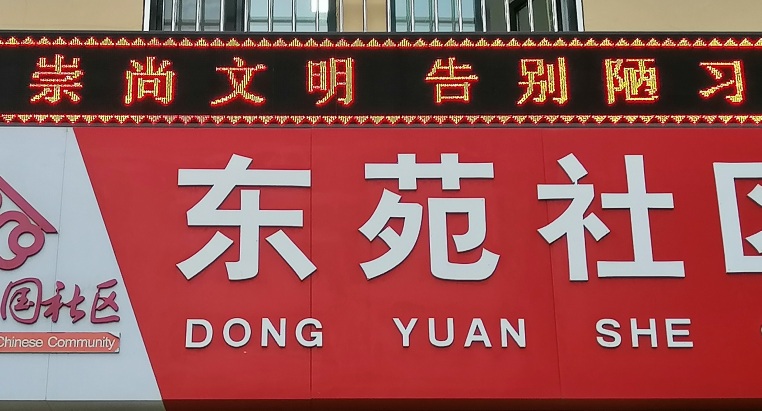 崇尚文明 告别陋习
东苑社区
DONG YUAN SHE
国社区
Chinese Community